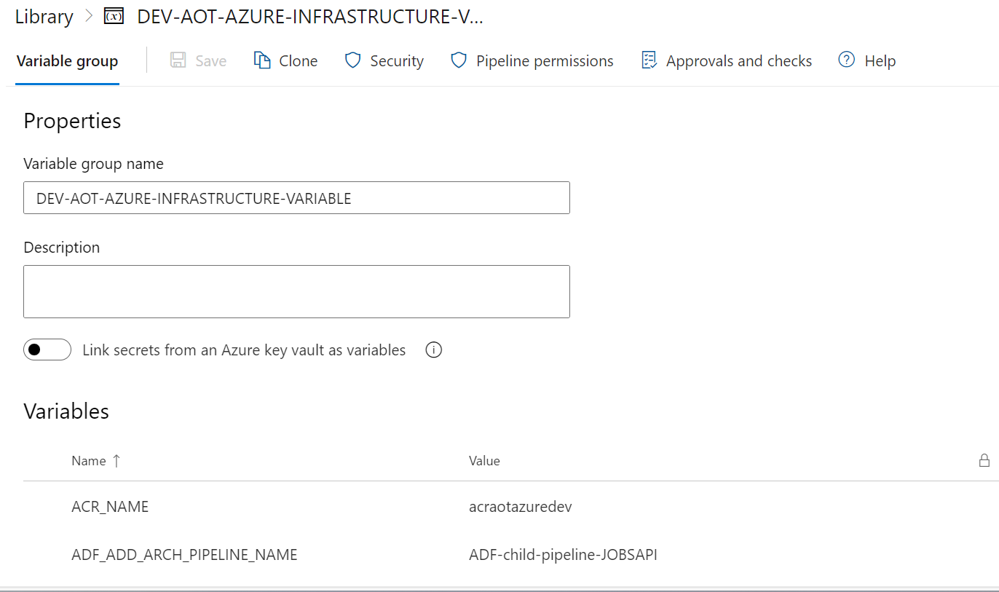 Library > (x) DEV-AOT-AZURE-INFRASTRUCTURE-V...
Variable group Save Clone Security Pipeline permissions Approvals and checks Help
Properties
Variable group name
DEV-AOT-AZURE-INFRASTRUCTURE-VARIABLE
Description
Link secrets from an Azure key vault as variables
Variables
Name ↑ Value
ACR_NAME acraotazuredev
ADF_ADD_ARCH_PIPELINE_NAME ADF-child-pipeline-JOBSAPI